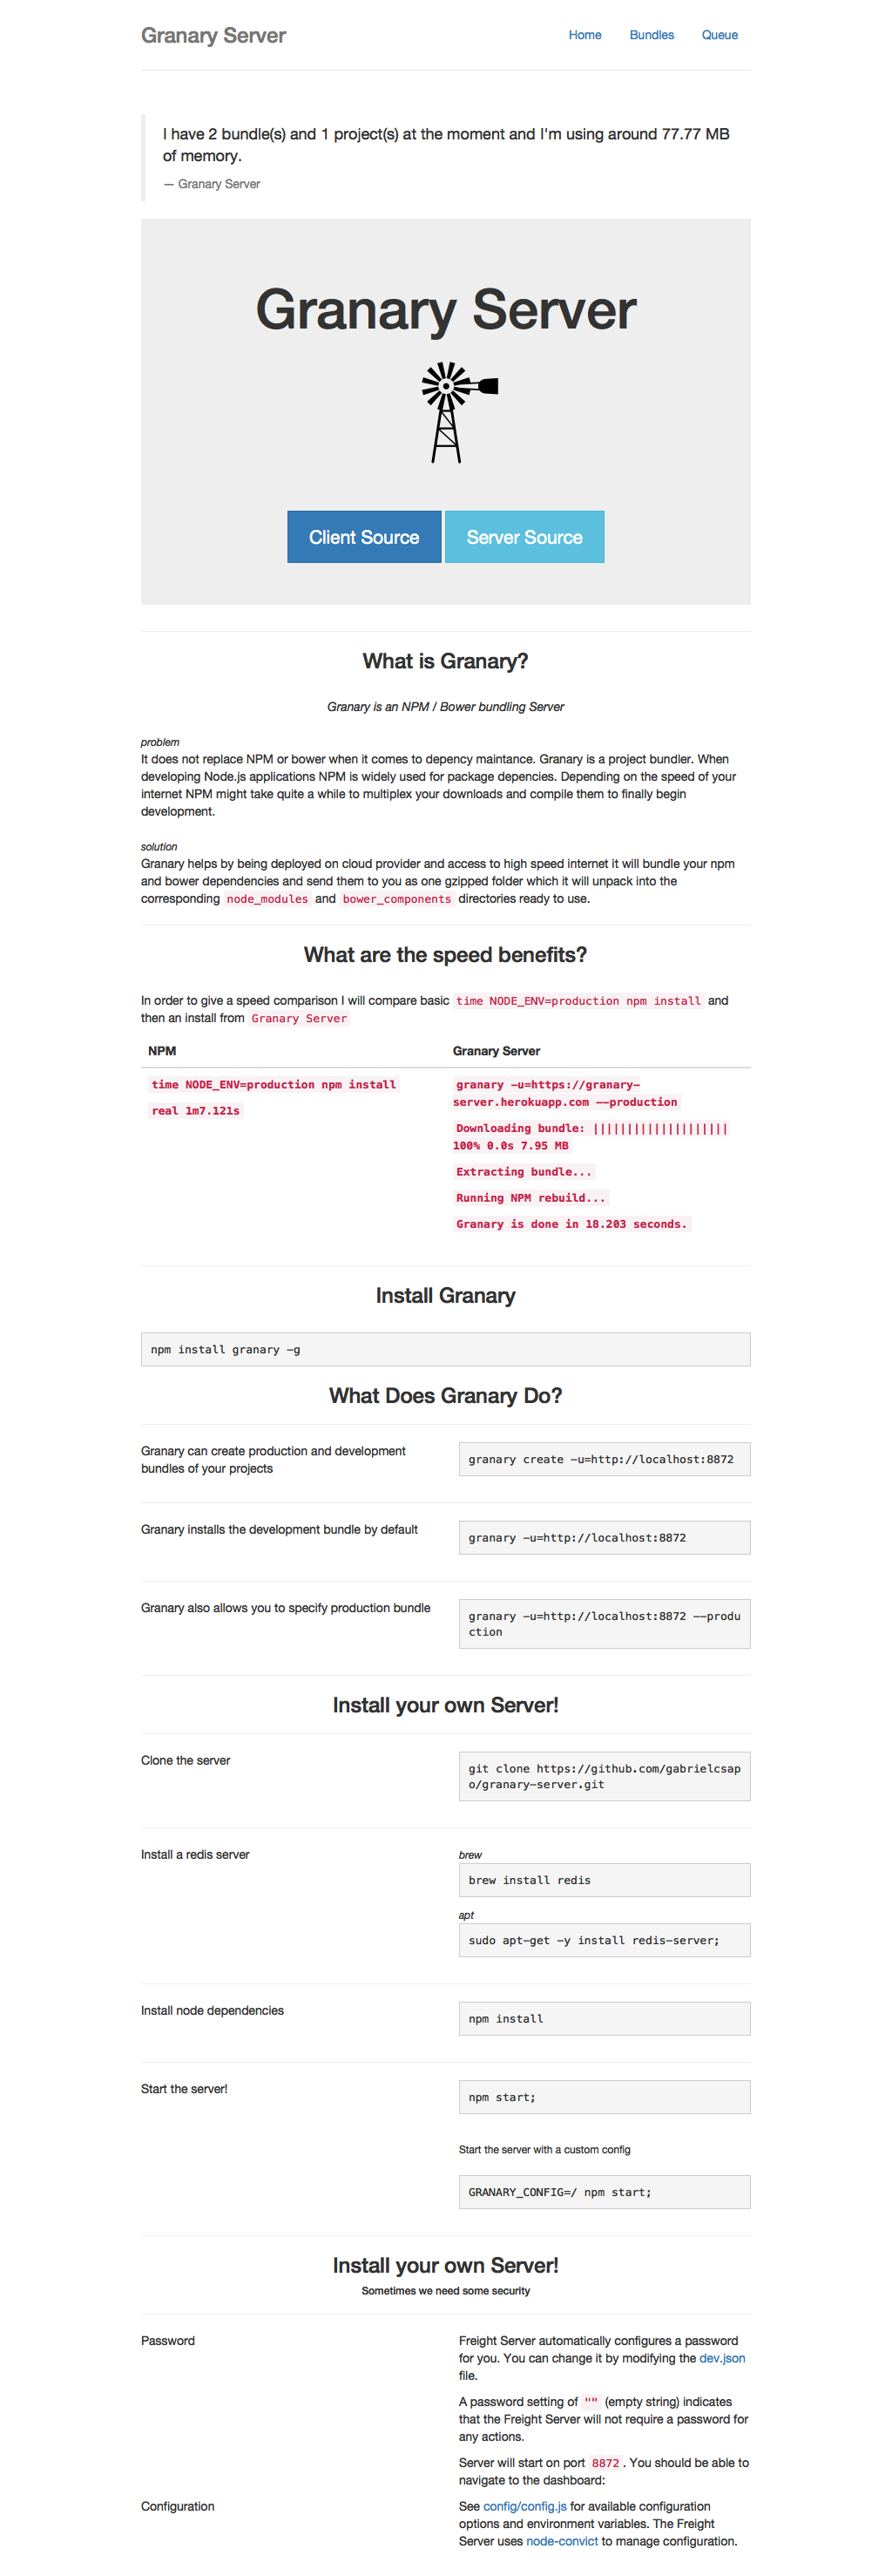 Granary Server
Home Bundles Queue
I have 2 bundle(s) and 1 project(s) at the moment and I'm using around 77.77 MB
of memory.
— Granary Server
Granary Server
Client Source Server Source
What is Granary?
Granary is an NPM / Bower bundling Server
problem
It does not replace NPM or bower when it comes to depency maintance. Granary is a project bundler. When
developing Node.js applications NPM is widely used for package depencies. Depending on the speed of your
internet NPM might take quite a while to multiplex your downloads and compile them to finally begin
development.
solution
Granary helps by being deployed on cloud provider and access to high speed internet it will bundle your npm
and bower dependencies and send them to you as one gzipped folder which it will unpack into the
corresponding node_modules and bower_components directories ready to use.
What are the speed benefits?
In order to give a speed comparison I will compare basic time NODE_ENV=production npm install and
then an install from Granary Server
NPM Granary Server
time NODE_ENV=production npm install
real 1m7.121s
granary -u=https://granary-
server.herokuapp.com --production
Downloading bundle: ||||||||||||||||||||
100% 0.0s 7.95 MB
Extracting bundle...
Running NPM rebuild...
Granary is done in 18.203 seconds.
Install Granary
npm install granary -g
What Does Granary Do?
Granary can create production and development
bundles of your projects
granary create -u=http://localhost:8872
Granary installs the development bundle by default
granary -u=http://localhost:8872
Granary also allows you to specify production bundle
granary -u=http://localhost:8872 --produ
ction
Install your own Server!
Clone the server
git clone https://github.com/gabrielcsap
o/granary-server.git
Install a redis server
brew
brew install redis
apt
sudo apt-get -y install redis-server;
Install node dependencies
npm install
Start the server!
npm start;
Start the server with a custom config
GRANARY_CONFIG=/ npm start;
Install your own Server!
Sometimes we need some security
Password
Freight Server automatically configures a password
for you. You can change it by modifying the dev.json
file.
A password setting of "" (empty string) indicates
that the Freight Server will not require a password for
any actions.
Server will start on port 8872. You should be able to
navigate to the dashboard:
Configuration
See config/config.js for available configuration
options and environment variables. The Freight
Server uses node-convict to manage configuration.